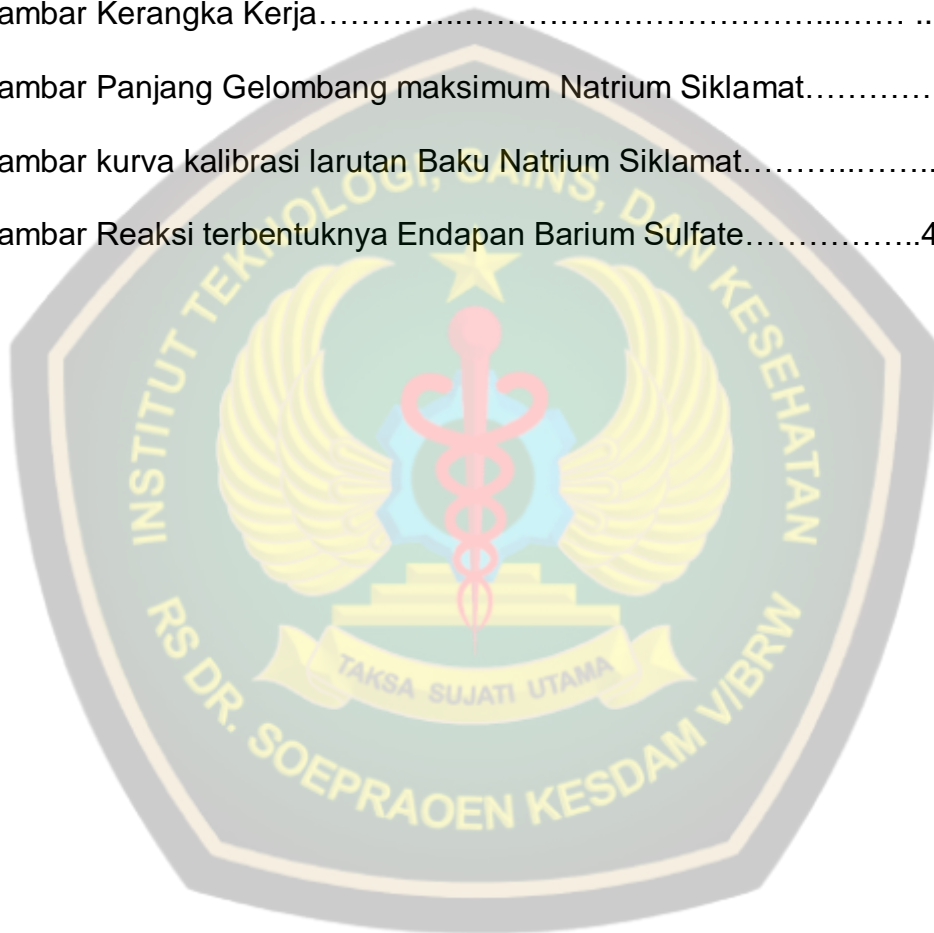 ambar Kerangka Kerja…………..…………………………………...…… ..
ambar Panjang Gelombang maksimum Natrium Siklamat…………
ambar kurva kalibrasi larutan Baku Natrium Siklamat………..……..
ambar Reaksi terbentuknya Endapan Barium Sulfate……………..4
INSTITUT TEKNOLOGI, SAINS, DAN KESEHATAN
TAKSA SUJATI UTAMA
RS DR. SOEPRAOEN KESDAM V/BRW